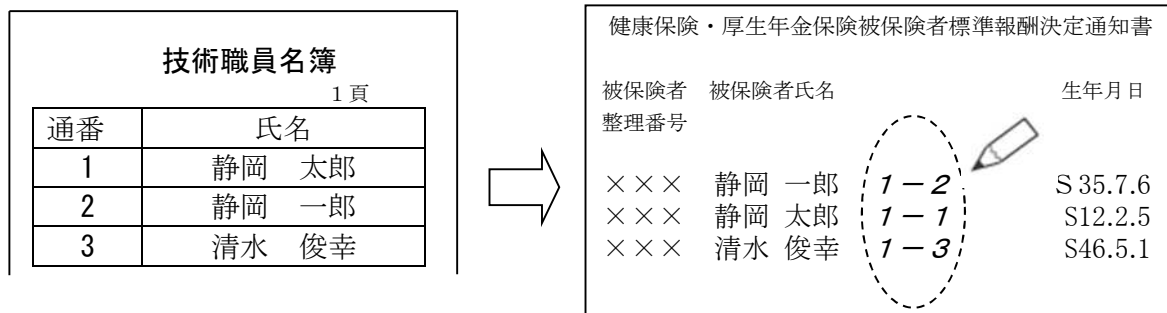 技術職員名簿
1頁
通番 氏名
1 静岡 太郎
2 静岡 一郎
3 清水 俊幸
健康保険・厚生年金保険被保険者標準報酬決定通知書
被保険者 被保険者氏名 生年月日
整理番号
××× 静岡 一郎 1-2 S35.7.6
××× 静岡 太郎 1-1 S12.2.5
××× 清水 俊幸 1-3 S46.5.1